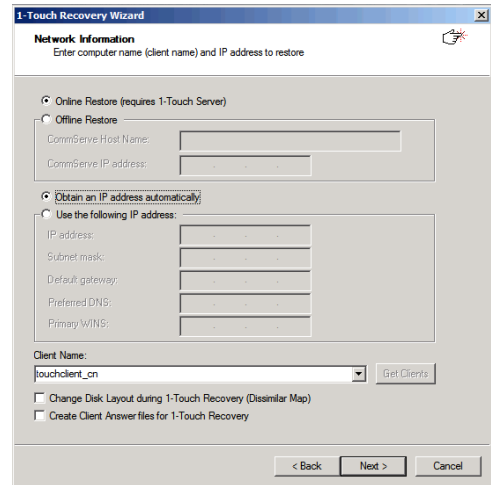 1-Touch Recovery Wizard
Network Information
Enter computer name (client name) and IP address to restore
Online Restore (requires 1-Touch Server)
Offline Restore
CommServe Host Name:
CommServe IP address:
Obtain an IP address automatically
Use the following IP address:
IP address:
Subnet mask:
Default gateway:
Preferred DNS:
Primary WINS:
Client Name:
touchclient_cn
Get Clients
Change Disk Layout during 1-Touch Recovery (Dissimilar Map)
Create Client Answer files for 1-Touch Recovery
< Back Next > Cancel